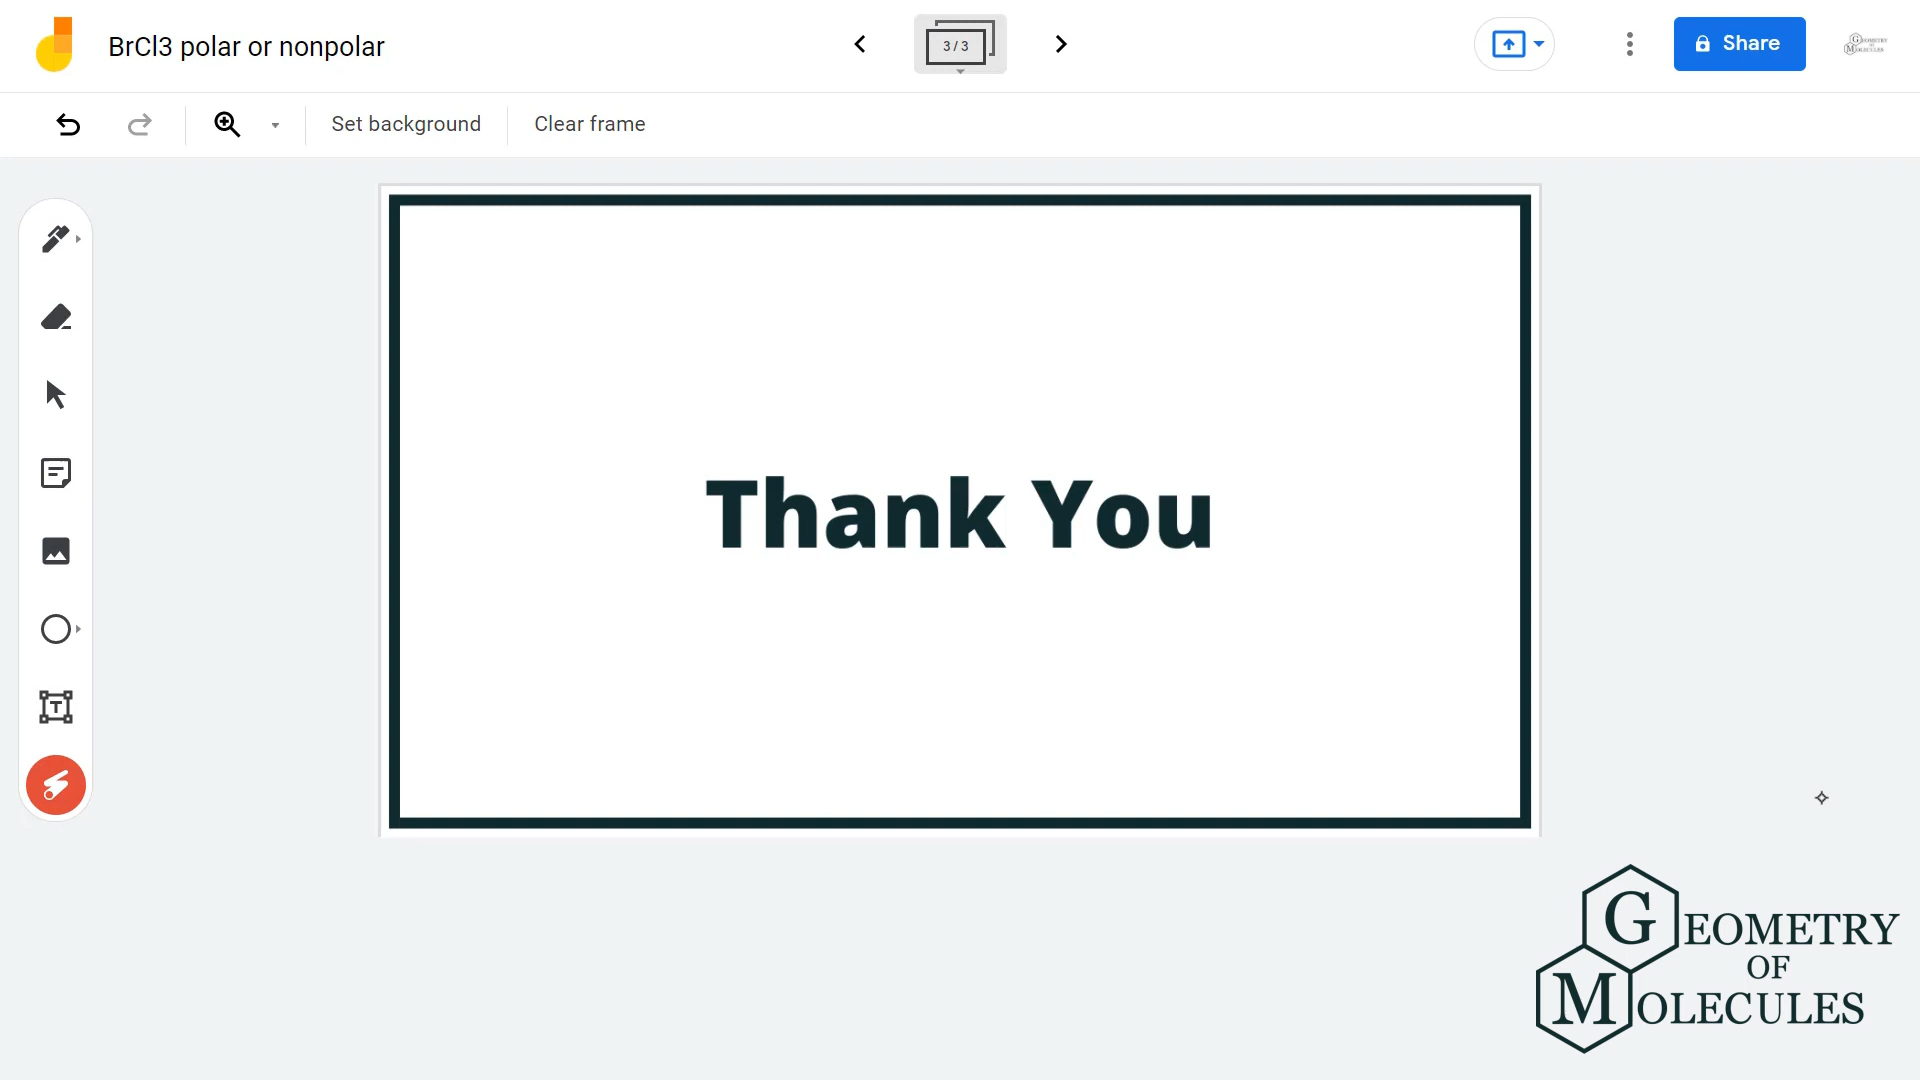 BrCl3 polar or nonpolar
3 / 3
Share
Set background
Clear frame
Thank You
GEOMETRY
OF
MOLECULES